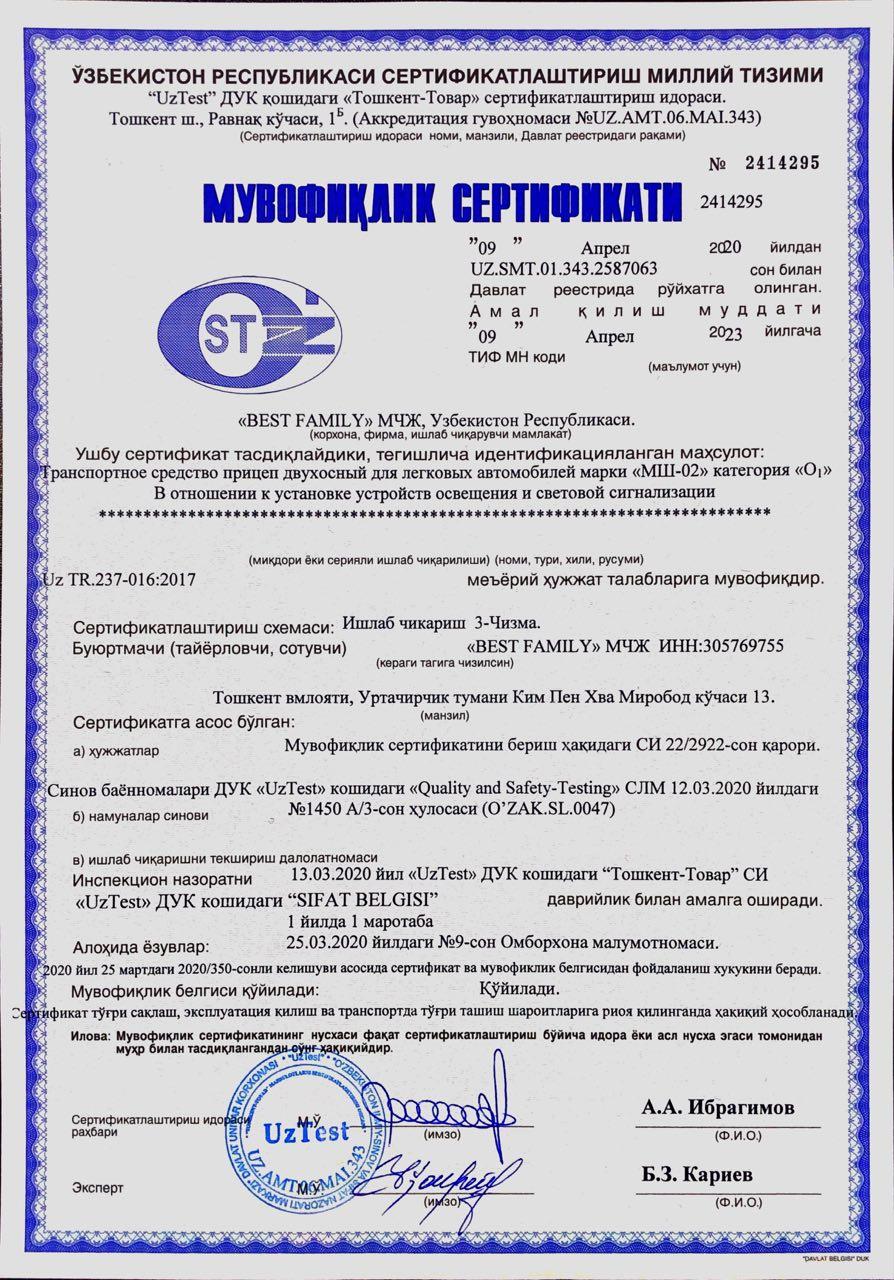 ЎЗБЕКИСТОН РЕСПУБЛИКАСИ СЕРТИФИКАТЛАШТИРИШ МИЛЛИЙ ТИЗИМИ
“UzTest” ДУК қошидаги «Тошкент-Товар» сертификатлаштириш идораси.
Тошкент ш., Равнақ кўчаси, 1Б. (Аккредитация гувоҳномаси №UZ.AMT.06.MAI.343)
(Сертификатлаштириш идораси номи, манзили, Давлат реестридаги рақами)
№ 2414295
МУВОФИҚЛИК СЕРТИФИКАТИ 2414295
”09 ” Апрел 2020 йилдан
UZ.SMT.01.343.2587063 сон билан
Давлат реестрида рўйхатга олинган.
Амал қилиш муддати
”09 ” Апрел 2023 йилгача
ТИФ МН коди
(маълумот учун)
ST
«BEST FAMILY» МЧЖ, Узбекистон Республикаси.
(корхона, фирма, ишлаб чиқарувчи мамлакат)
Ушбу сертификат тасдиқлайдики, тегишлича идентификацияланган маҳсулот:
Транспортное средство прицеп двухосный для легковых автомобилей марки «МШ-02» категория «О₁»
В отношении к установке устройств освещения и световой сигнализации
******************************************************************************
(миқдори ёки серияли ишлаб чиқарилиши) (номи, тури, хили, русуми)
Uz TR.237-016:2017 меъёрий ҳужжат талабларига мувофиқдир.
Сертификатлаштириш схемаси: Ишлаб чикариш 3-Чизма.
Буюртмачи (тайёрловчи, сотувчи) «BEST FAMILY» МЧЖ ИНН:305769755
(кераги тагига чизилсин)
Тошкент вмлояти, Уртачирчик тумани Ким Пен Хва Миробод кўчаси 13.
(манзил)
Сертификатга асос бўлган:
а) ҳужжатлар Мувофиқлик сертификатини бериш ҳақидаги СИ 22/2922-сон қарори.
Синов баённомалари ДУК «UzTest» кошидаги «Quality and Safety-Testing» СЛМ 12.03.2020 йилдаги
б) намуналар синови №1450 А/3-сон ҳулосаси (O’ZAK.SL.0047)
в) ишлаб чиқаришни текшириш далолатномаси
Инспекцион назоратни 13.03.2020 йил «UzTest» ДУК кошидаги “Тошкент-Товар” СИ
«UzTest» ДУК кошидаги “SIFAT BELGISI” даврийлик билан амалга оширади.
1 йилда 1 маротаба
Алоҳида ёзувлар: 25.03.2020 йилдаги №9-сон Омборхона малумотномаси.
2020 йил 25 мартдаги 2020/350-сонли келишуви асосида сертификат ва мувофиклик белгисидан фойдаланиш хукукини беради.
Мувофиқлик белгиси қўйилади: Қўйилади.
Сертификат тўғри сақлаш, эксплуатация қилиш ва транспортда тўғри ташиш шароитларига риоя қилинганда ҳақиқий ҳособланади.
Илова: Мувофиқлик сертификатининг нусхаси фақат сертификатлаштириш бўйича идора ёки асл нусха эгаси томонидан
муҳр билан тасдиқлангандан сўнг ҳақиқийдир.
Сертификатлаштириш идораси
раҳбари
М.Ў.
(имзо)
А.А. Ибрагимов
(Ф.И.О.)
UzTest
UZ.AMT.06.MAI.343
Эксперт
М.Ў.
(имзо)
Б.З. Кариев
(Ф.И.О.)
"DAVLAT BELGISI" DUK